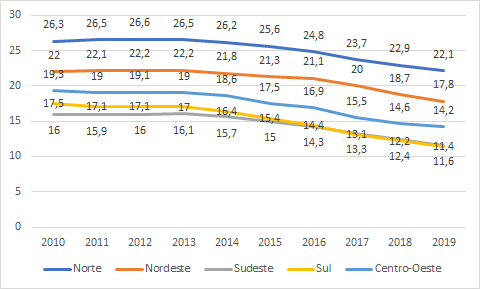 30
26,3 26,5 26,6 26,5 26,2 25,6 24,8 23,7 22,9 22,1
25
22 22,1 22,2 22,2 21,8 21,3 21,1 20 18,7 17,8
20
19,3 19 19,1 19 18,6 17,5 16,9 15,5 14,6 14,2
17,5 17,1 17,1 17 16,4 15,4 14,4 13,1 12,2 11,4
15
16 15,9 16 16,1 15,7 15 14,3 13,3 12,4 11,6
10
5
0
2010 2011 2012 2013 2014 2015 2016 2017 2018 2019
Norte Nordeste Sudeste Sul Centro-Oeste